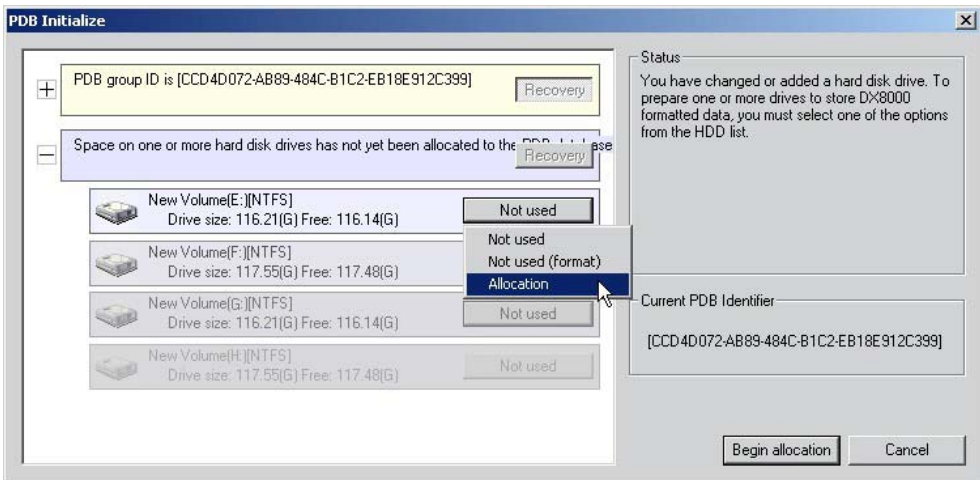 PDB Initialize
PDB group ID is [CCD4D072-AB89-484C-B1C2-EB18E912C399]
Recovery
Space on one or more hard disk drives has not yet been allocated to the PDB database
Recovery
New Volume(E:)[NTFS]
Drive size: 116.21(G) Free: 116.14(G)
Not used
Not used
Not used (format)
Allocation
New Volume(F:)[NTFS]
Drive size: 117.55(G) Free: 117.48(G)
New Volume(G:)[NTFS]
Drive size: 116.21(G) Free: 116.14(G)
Not used
New Volume(H:)[NTFS]
Drive size: 117.55(G) Free: 117.48(G)
Not used
Status
You have changed or added a hard disk drive. To
prepare one or more drives to store DX8000
formatted data, you must select one of the options
from the HDD list.
Current PDB Identifier
[CCD4D072-AB89-484C-B1C2-EB18E912C399]
Begin allocation
Cancel